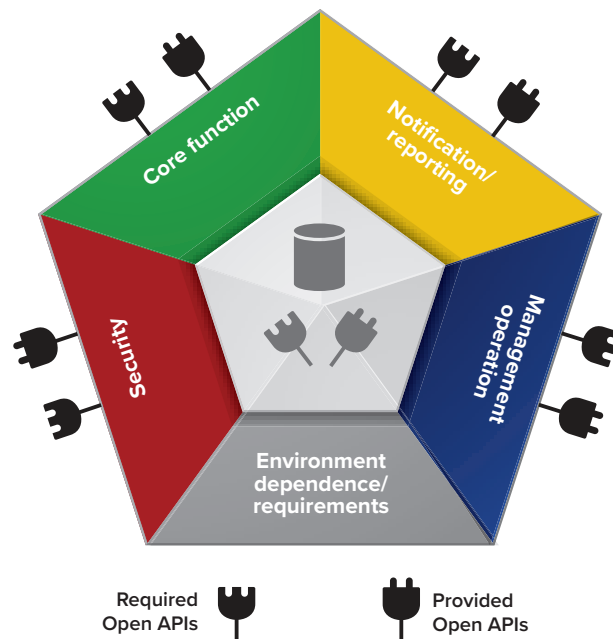 Core function
Notification/
reporting
Security
Management
operation
Environment
dependence/
requirements
Required
Open APIs
Provided
Open APIs